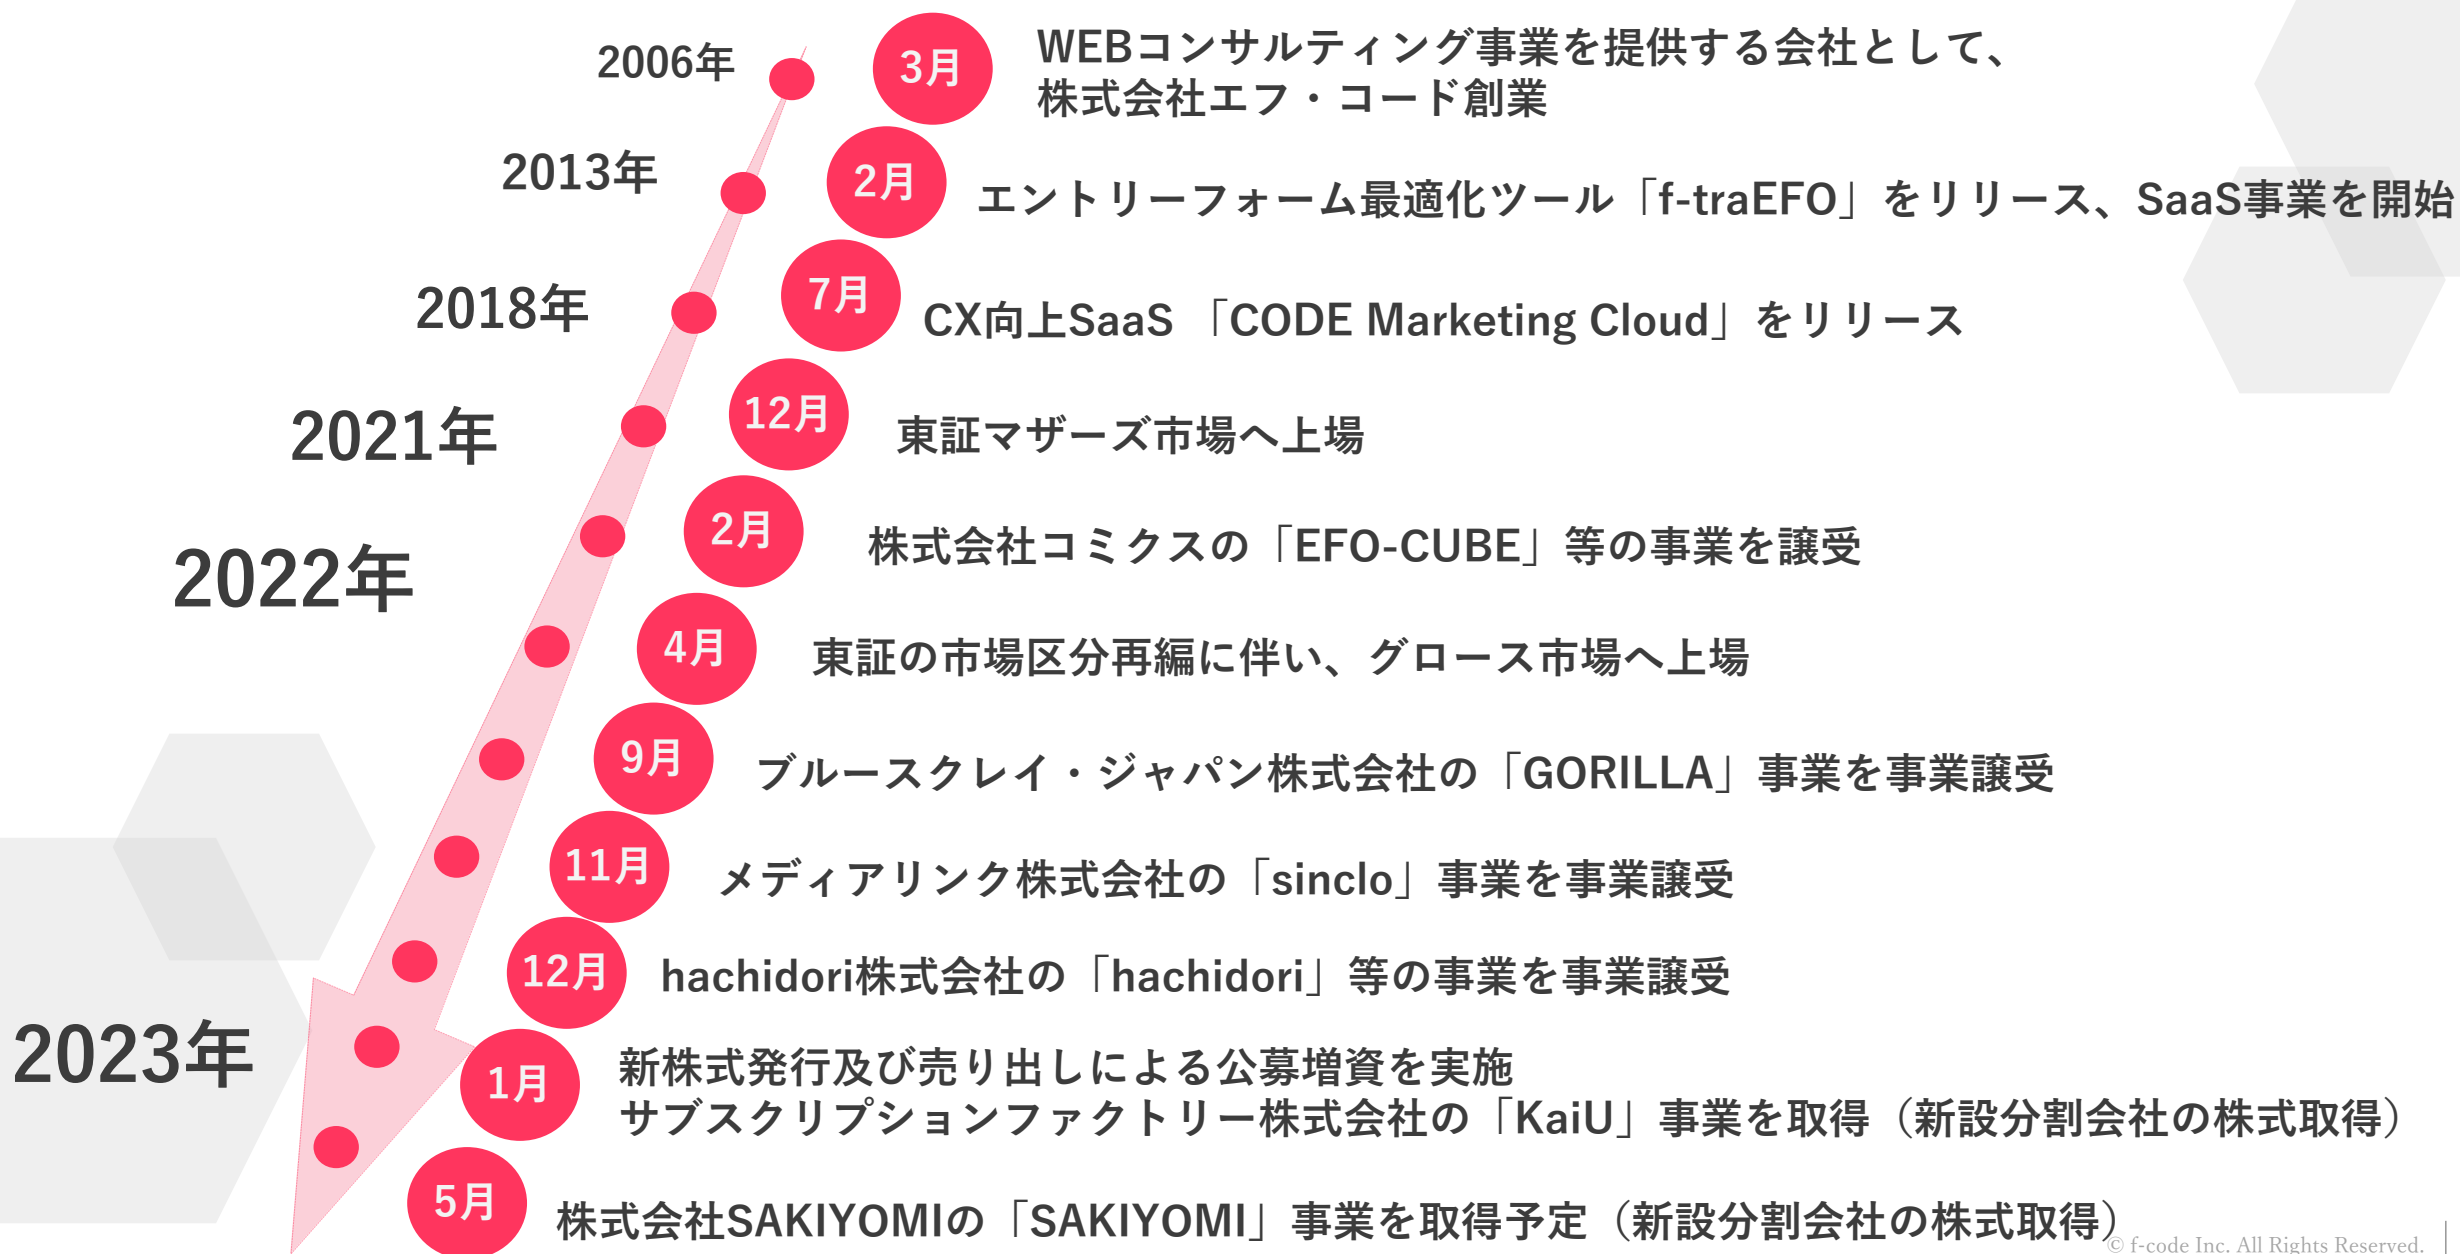 2006年
3月
WEBコンサルティング事業を提供する会社として、
株式会社エフ・コード創業
2013年
2月
エントリーフォーム最適化ツール「f-traEFO」をリリース、SaaS事業を開始
2018年
7月
CX向上SaaS 「CODE Marketing Cloud」をリリース
2021年
12月
東証マザーズ市場へ上場
2022年
2月
株式会社コミクスの「EFO-CUBE」等の事業を譲受
4月
東証の市場区分再編に伴い、グロース市場へ上場
9月
ブルースクレイ・ジャパン株式会社の「GORILLA」事業を事業譲受
11月
メディアリンク株式会社の「sinclo」事業を事業譲受
12月
hachidori株式会社の「hachidori」等の事業を事業譲受
2023年
1月
新株式発行及び売り出しによる公募増資を実施
サブスクリプションファクトリー株式会社の「KaiU」事業を取得（新設分割会社の株式取得）
5月
株式会社SAKIYOMIの「SAKIYOMI」事業を取得予定（新設分割会社の株式取得）
© f-code Inc. All Rights Reserved.